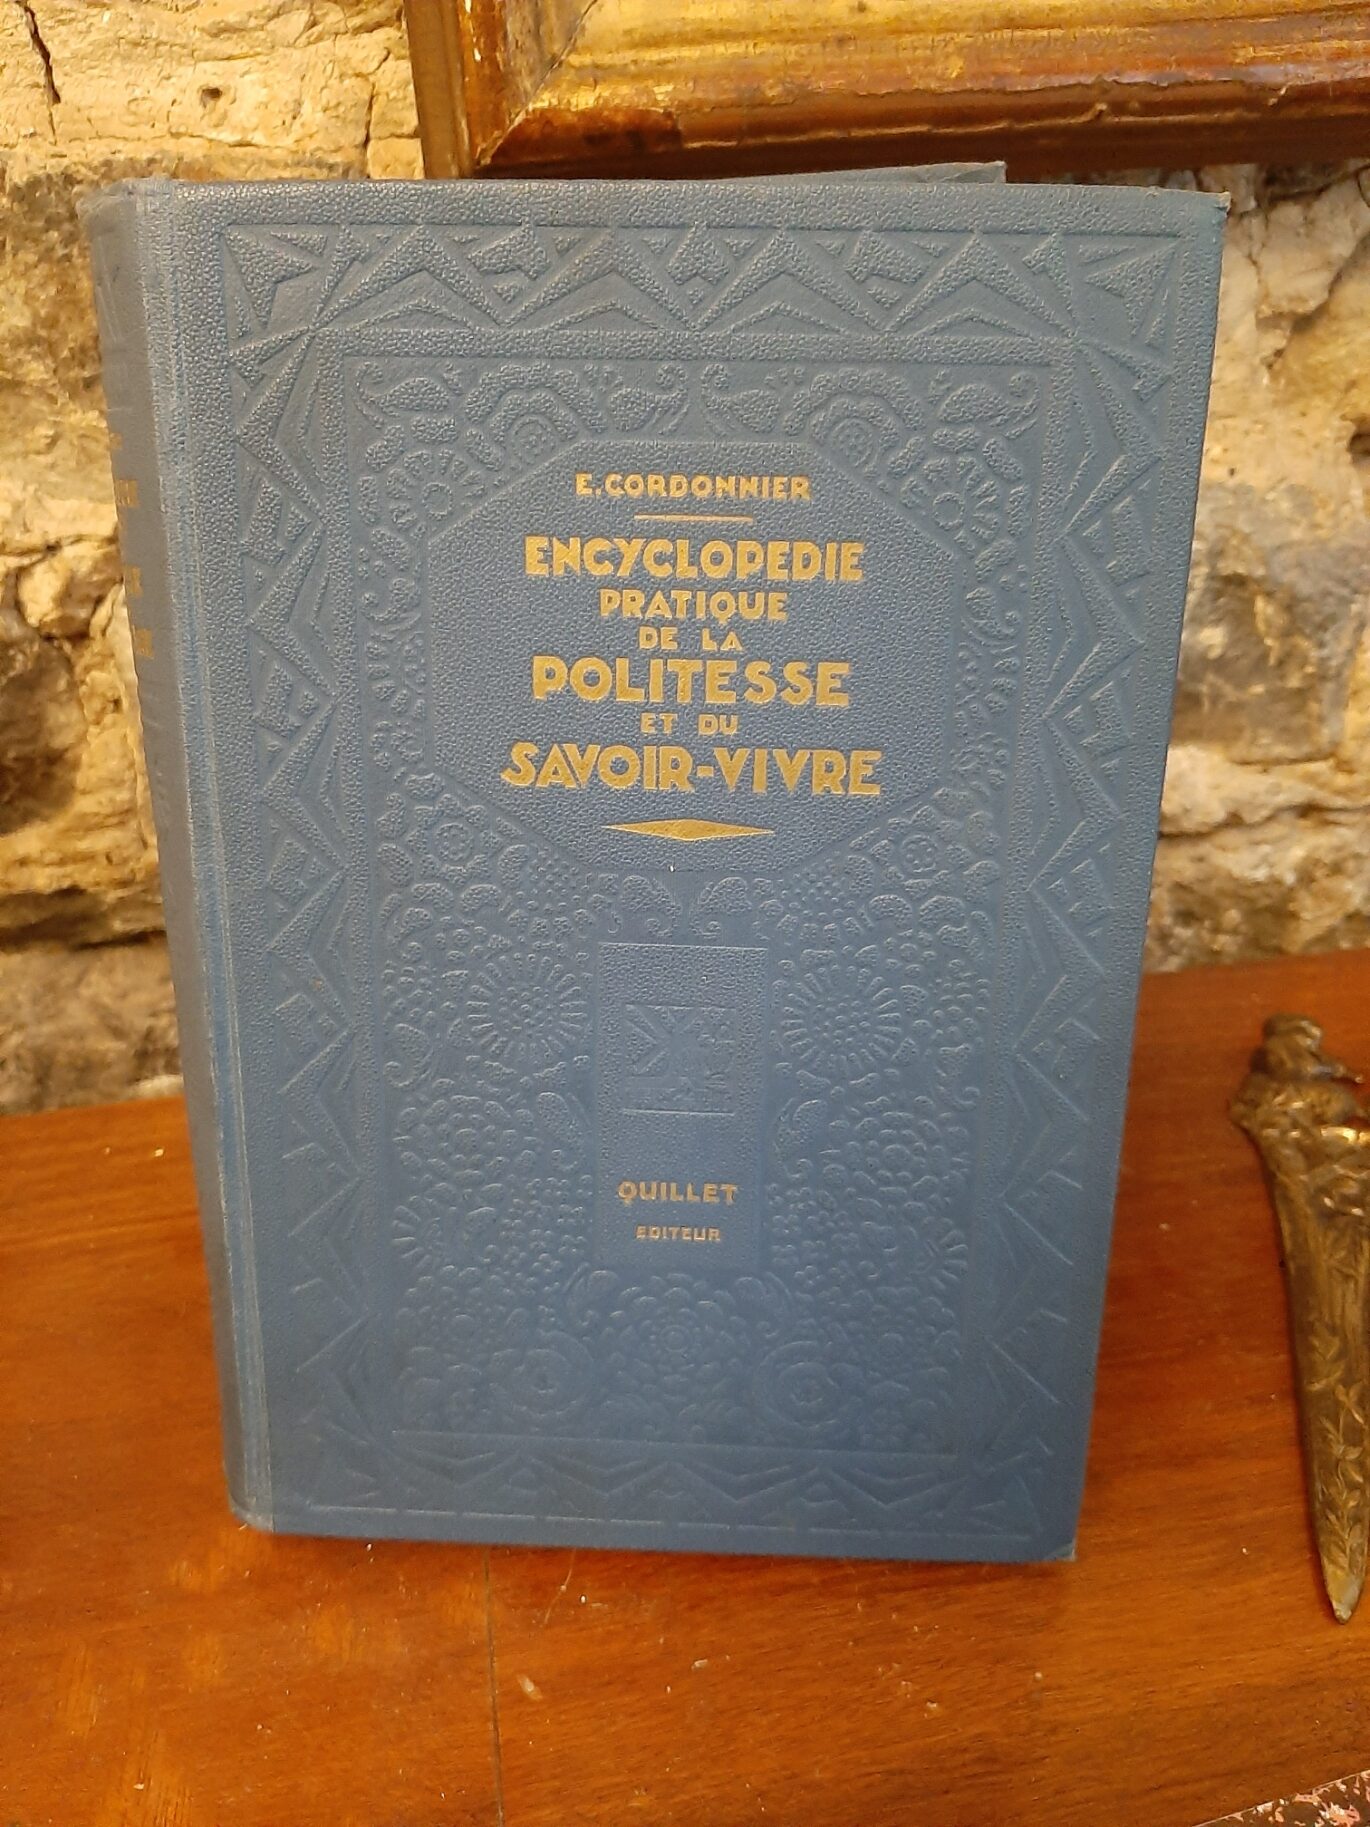 E. CORDONNIER
ENCYCLOPEDIE
PRATIQUE
DE LA
POLITESSE
ET DU
SAVOIR-VIVRE
QUILLET
EDITEUR